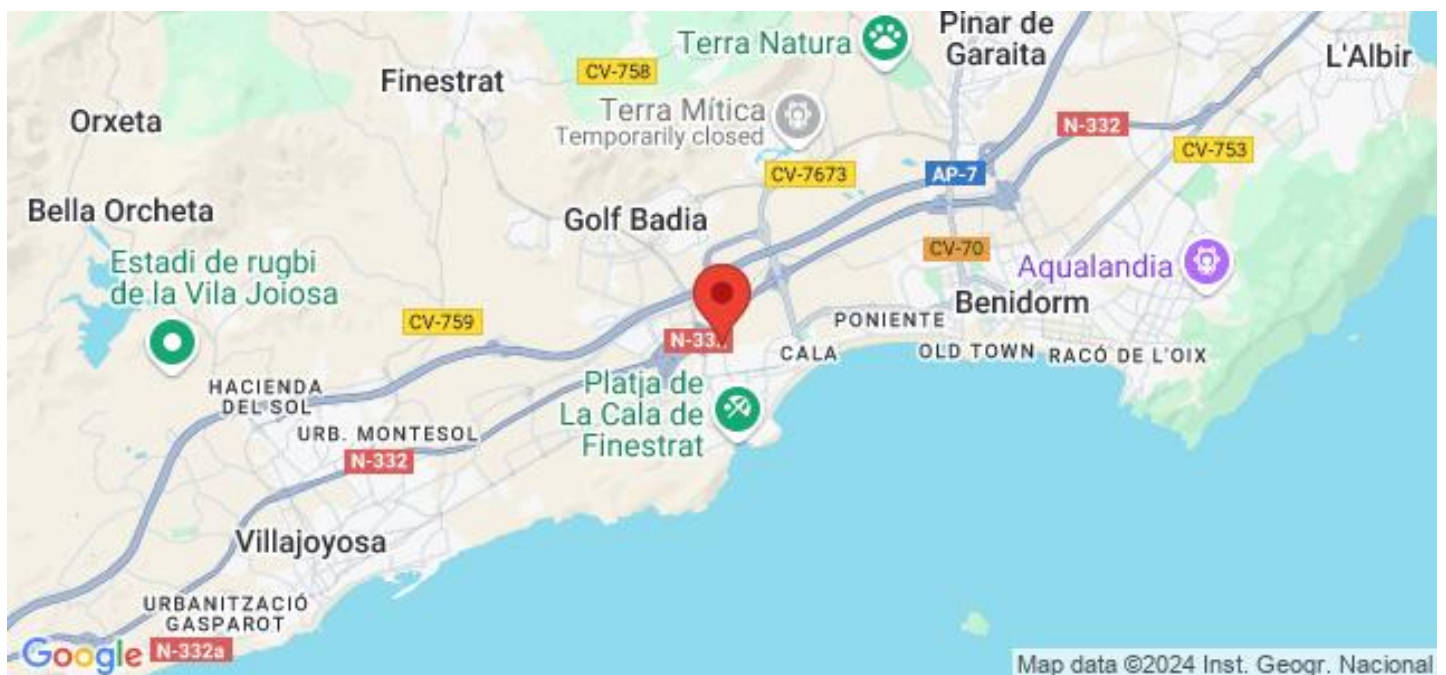 Terra Natura
Pinar de
Garaita
L'Albir
Finestrat
CV-758
Orxeta
Terra Mítica
Temporarily closed
N-332
CV-753
CV-7673
AP-7
Bella Orcheta
Golf Badia
CV-70
Estadi de rugbi
de la Vila Joiosa
Aqualandia
Benidorm
CV-759
PONIENTE
CALA
OLD TOWN
RACÓ DE L'OIX
HACIENDA
DEL SOL
Platja de
La Cala de
Finestrat
URB. MONTESOL
N-332
Villajoyosa
URBANITZACIÓ
GASPAROT
N-332a
Google
Map data ©2024 Inst. Geogr. Nacional